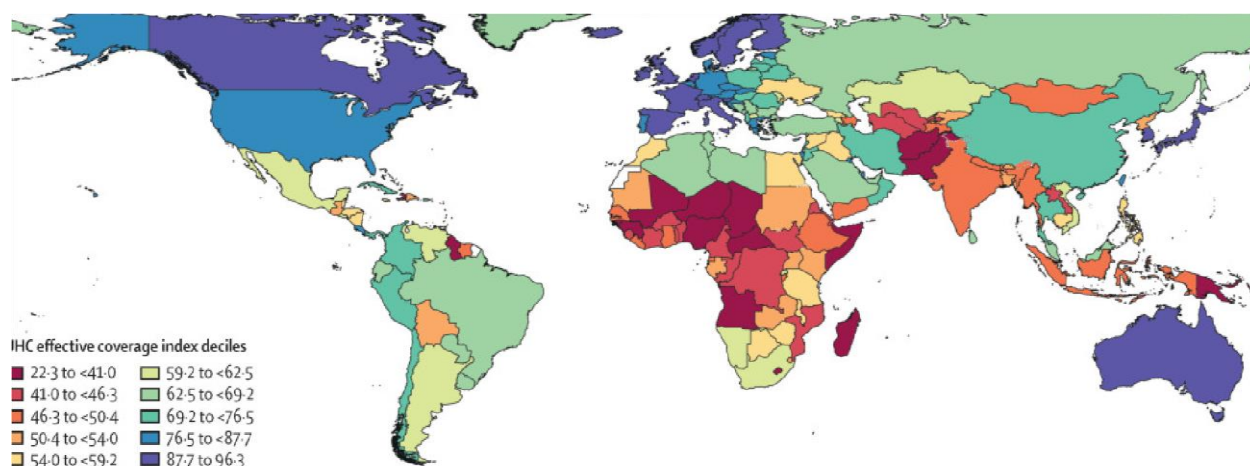 JHC effective coverage index deciles
22·3 to <41·0
41·0 to <46·3
46·3 to <50·4
50·4 to <54·0
54·0 to <59·2
59·2 to <62·5
62·5 to <69·2
69·2 to <76·5
76·5 to <87·7
87·7 to 96·3